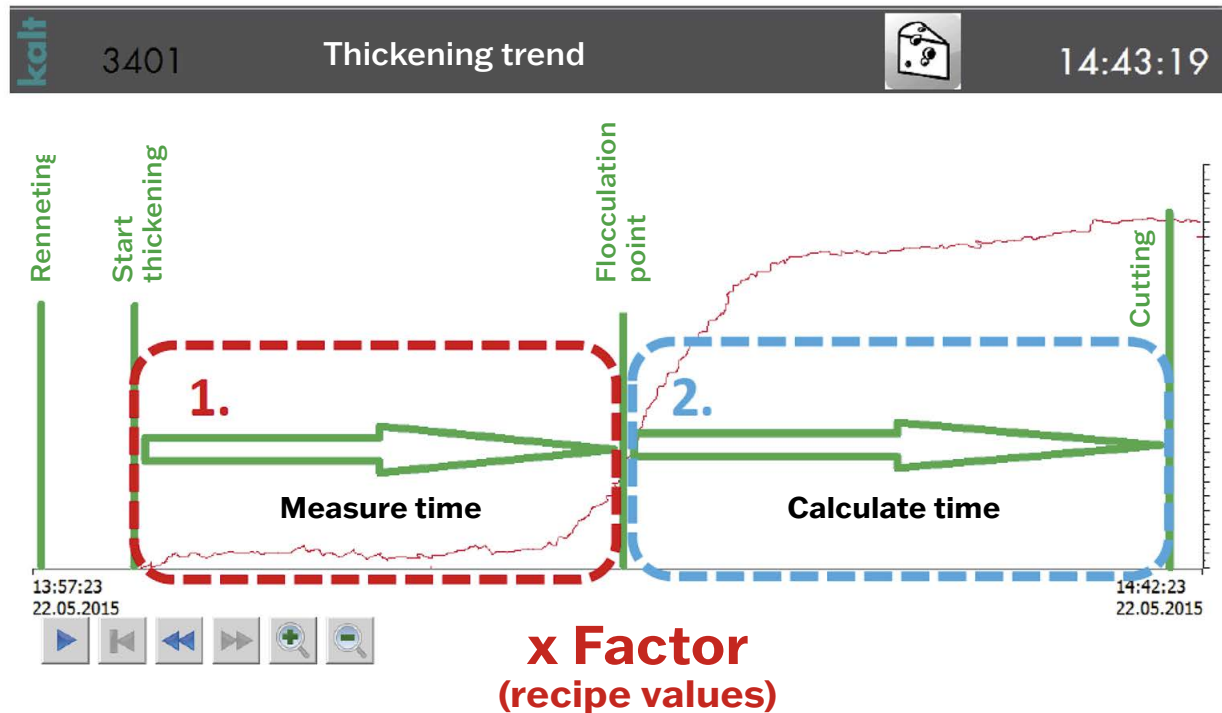 kalt
3401
Thickening trend
14:43:19
Renneting
Start
thickening
Flocculation
point
Cutting
1.
2.
Measure time
Calculate time
13:57:23
22.05.2015
14:42:23
22.05.2015
x Factor
(recipe values)